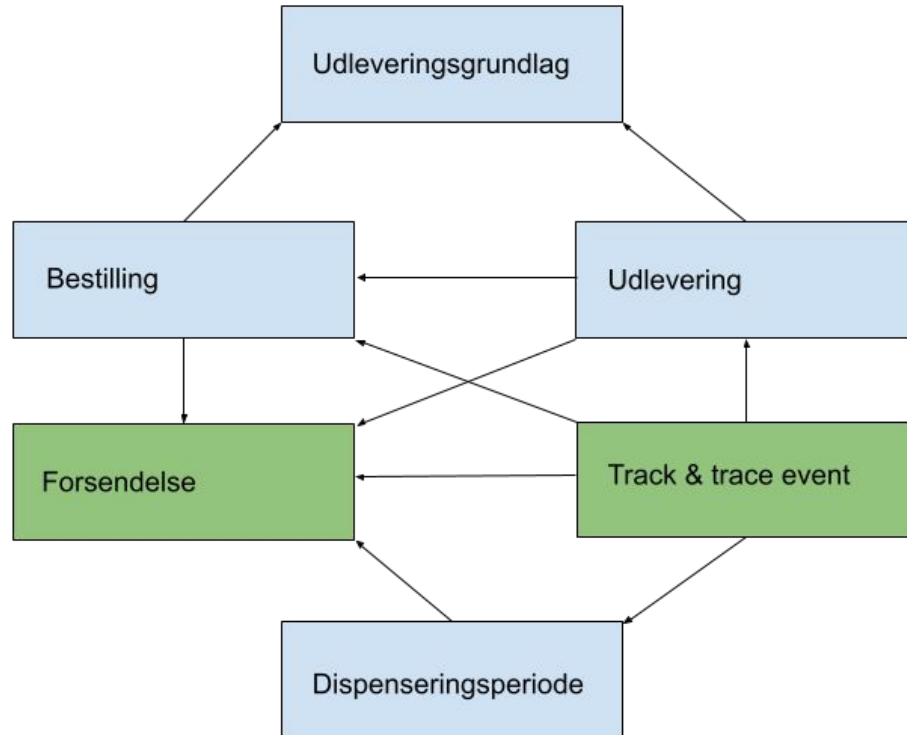 Udleveringsgrundlag
Bestilling
Udlevering
Forsendelse
Track & trace event
Dispenseringsperiode